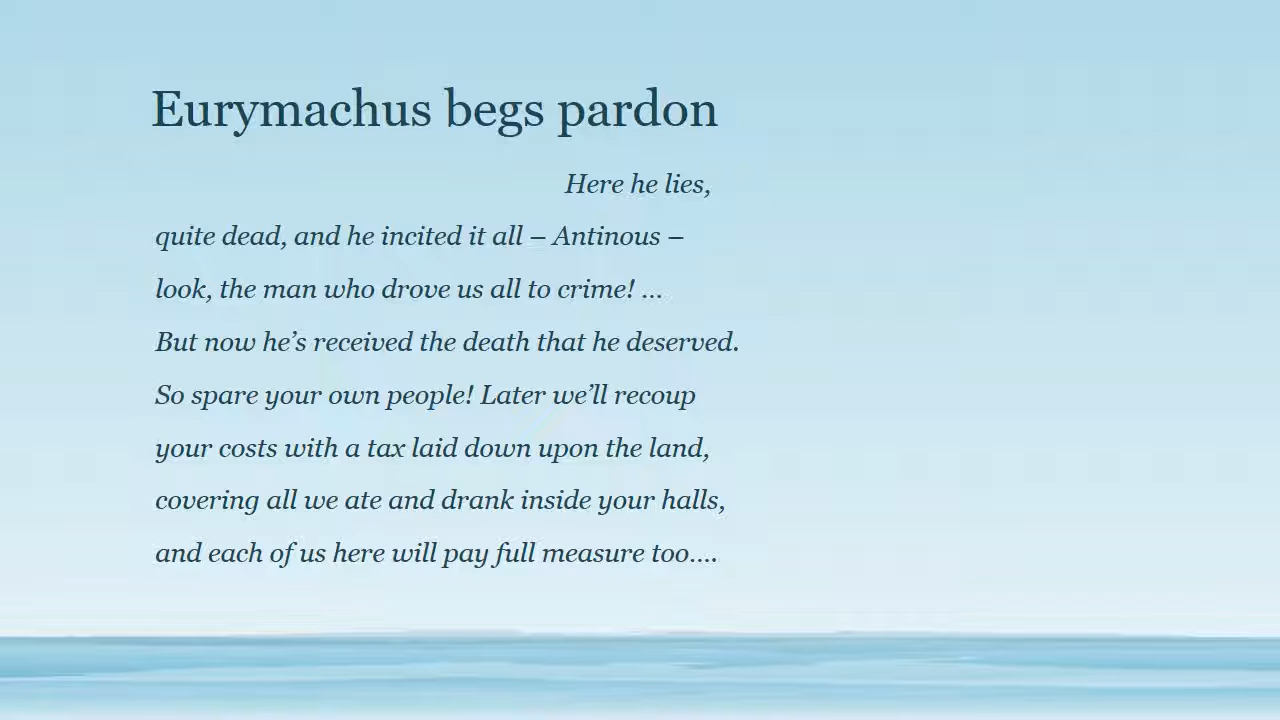 Eurymachus begs pardon
Here he lies,
quite dead, and he incited it all – Antinous –
look, the man who drove us all to crime! ...
But now he’s received the death that he deserved.
So spare your own people! Later we’ll recoup
your costs with a tax laid down upon the land,
covering all we ate and drank inside your halls,
and each of us here will pay full measure too....